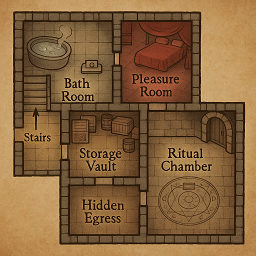 Bath
Room
Pleasure
Room
Stairs
Storage
Vault
Ritual
Chamber
Hidden
Egress